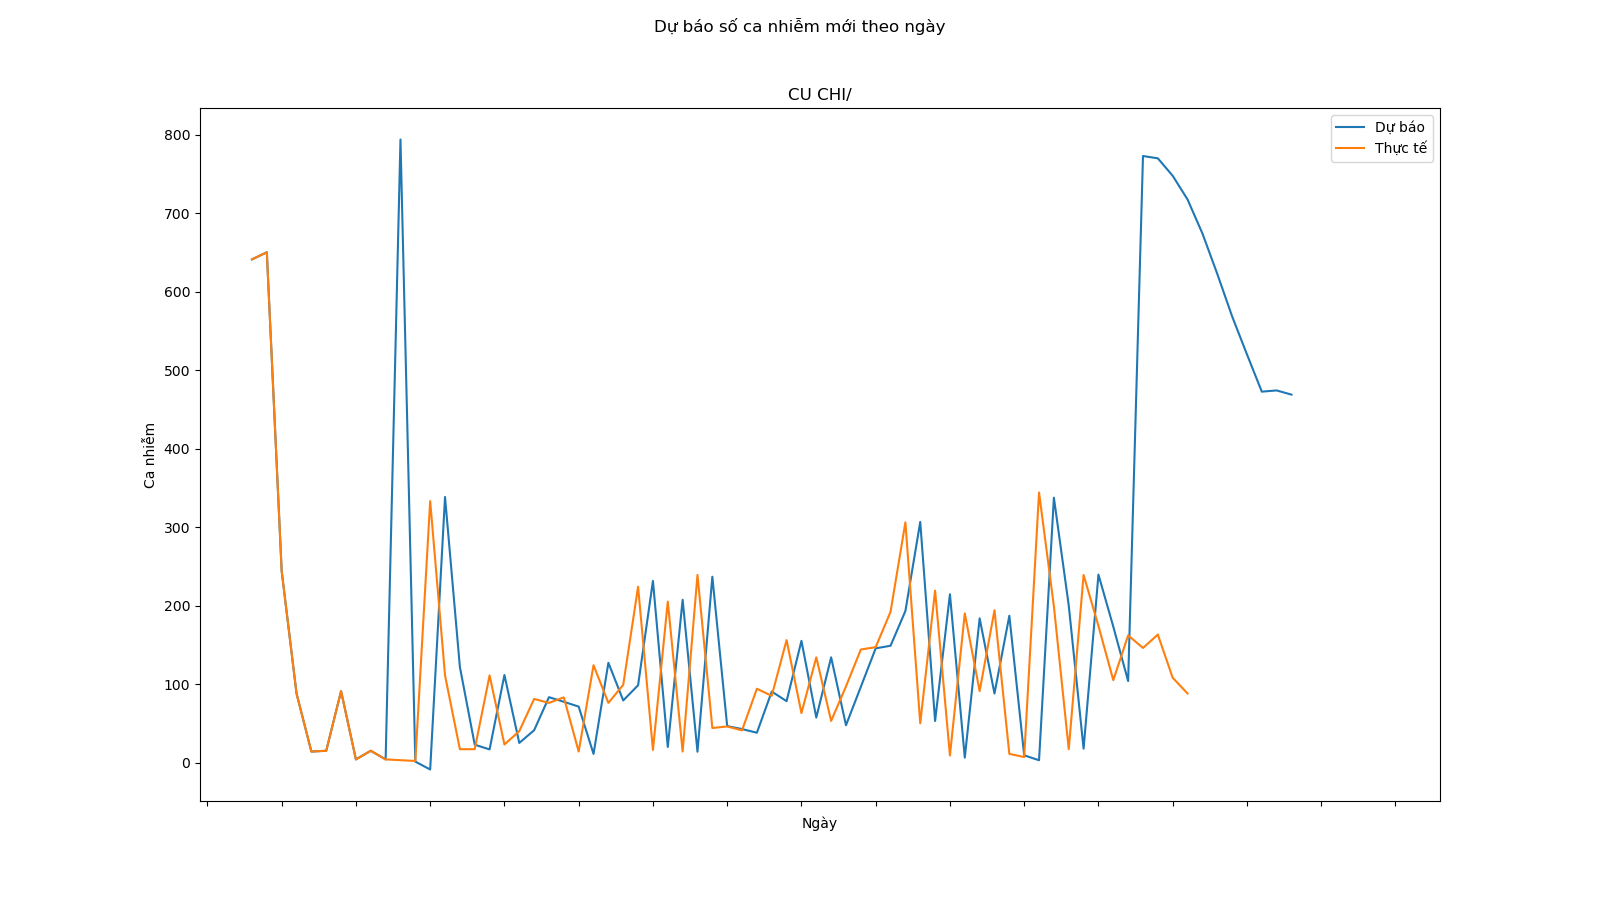 Dự báo số ca nhiễm mới theo ngày
CU CHI/
Dự báo
Thực tế
800
700
600
500
400
300
200
100
0
Ca nhiễm
Ngày